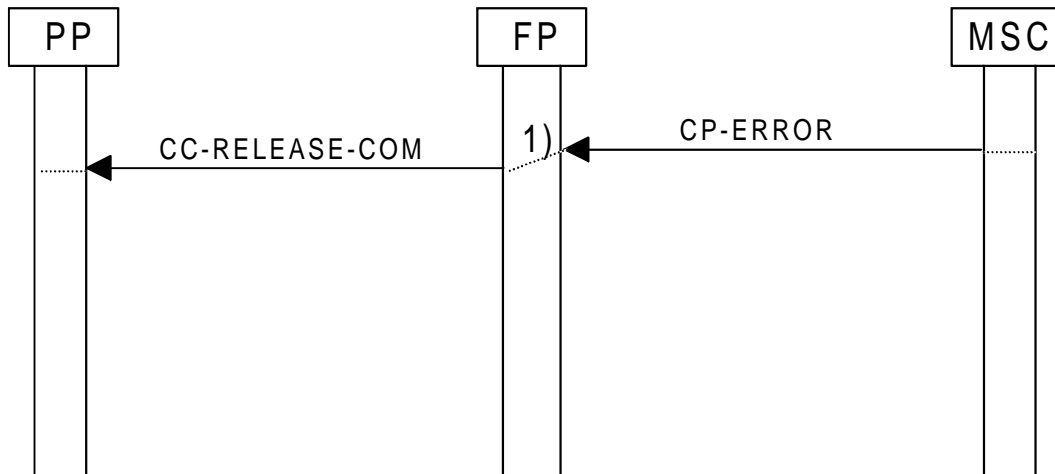 PP
FP
MSC
1)
CP-ERROR
CC-RELEASE-COM